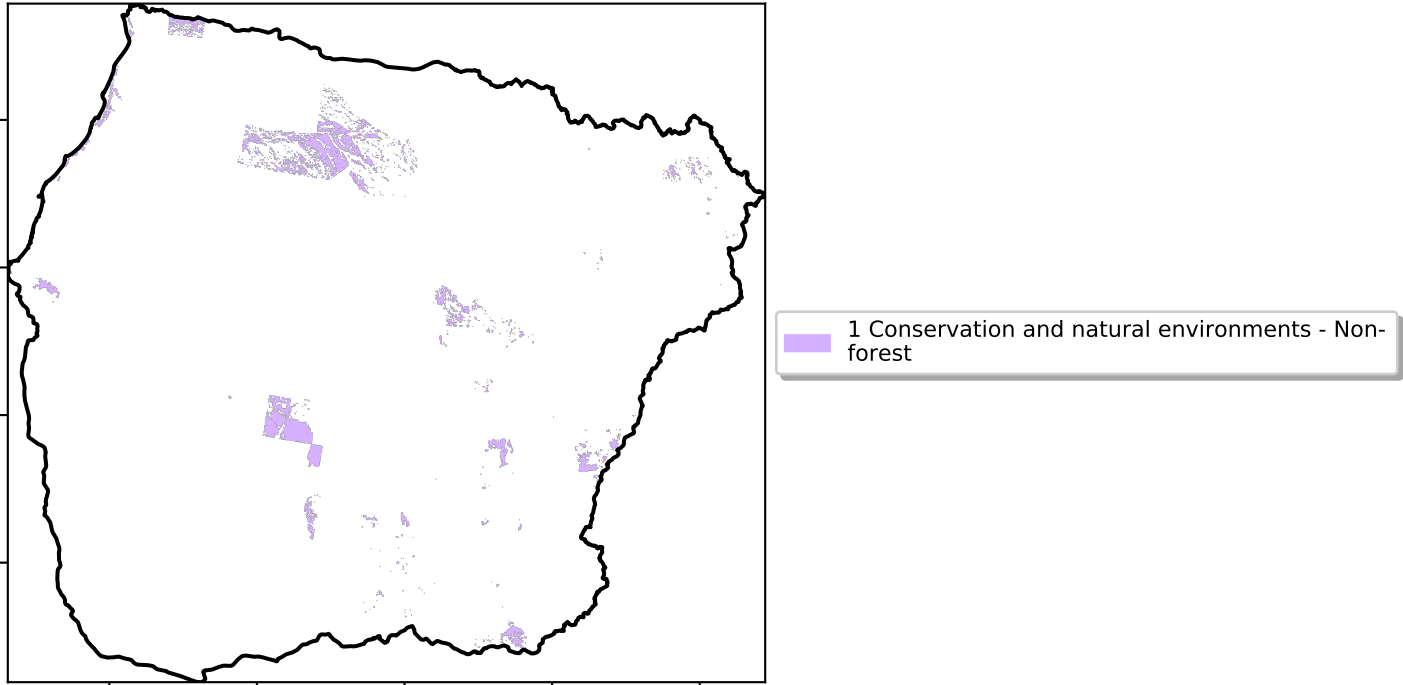 1 Conservation and natural environments - Non-
forest